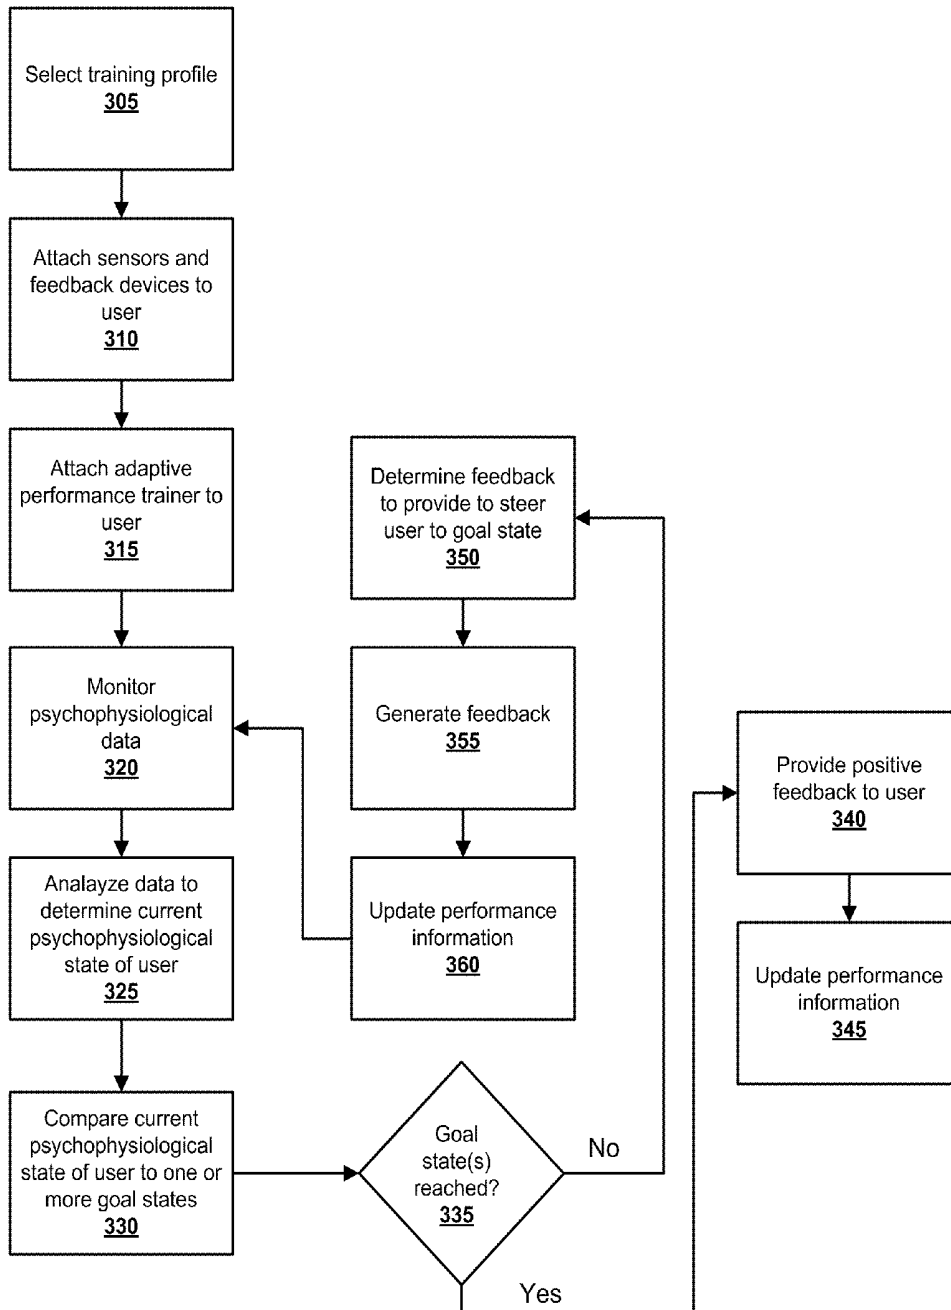 Select training profile
305
Attach sensors and
feedback devices to
user
310
Attach adaptive
performance trainer to
user
315
Monitor
psychophysiological
data
320
Analayze data to
determine current
psychophysiological
state of user
325
Compare current
psychophysiological
state of user to one or
more goal states
330
Goal
state(s)
reached?
335
No
Yes
Determine feedback
to provide to steer
user to goal state
350
Generate feedback
355
Update performance
information
360
Provide positive
feedback to user
340
Update performance
information
345